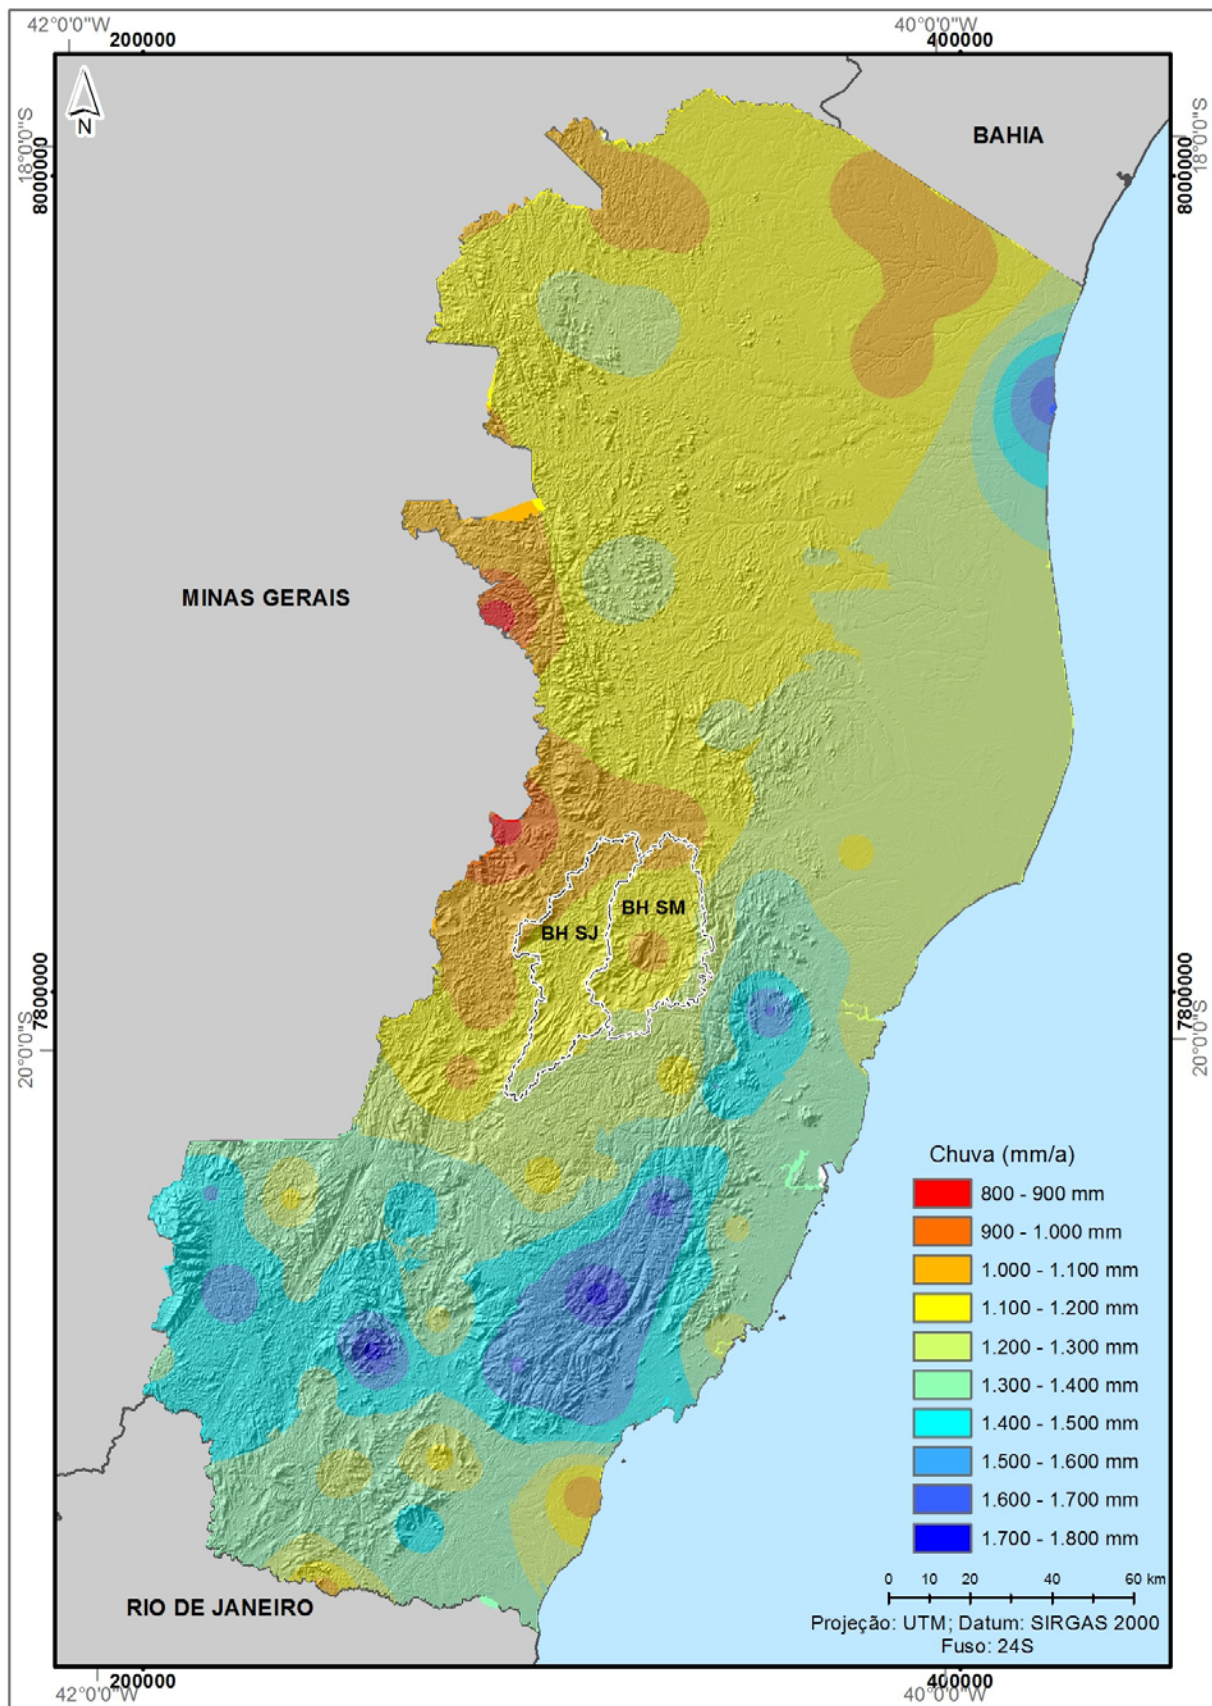 42°0'0"W
40°0'0"W
200000
400000
N
18°0'0"S
8000000
BAHIA
8000000
18°0'0"S
MINAS GERAIS
BH SM
BH SJ
7800000
20°0'0"S
7800000
20°0'0"S
Chuva (mm/a)
800 - 900 mm
900 - 1.000 mm
1.000 - 1.100 mm
1.100 - 1.200 mm
1.200 - 1.300 mm
1.300 - 1.400 mm
1.400 - 1.500 mm
1.500 - 1.600 mm
1.600 - 1.700 mm
1.700 - 1.800 mm
0 10 20 40 60 km
RIO DE JANEIRO
Projeção: UTM; Datum: SIRGAS 2000
Fuso: 24S
200000
400000
42°0'0"W
40°0'0"W